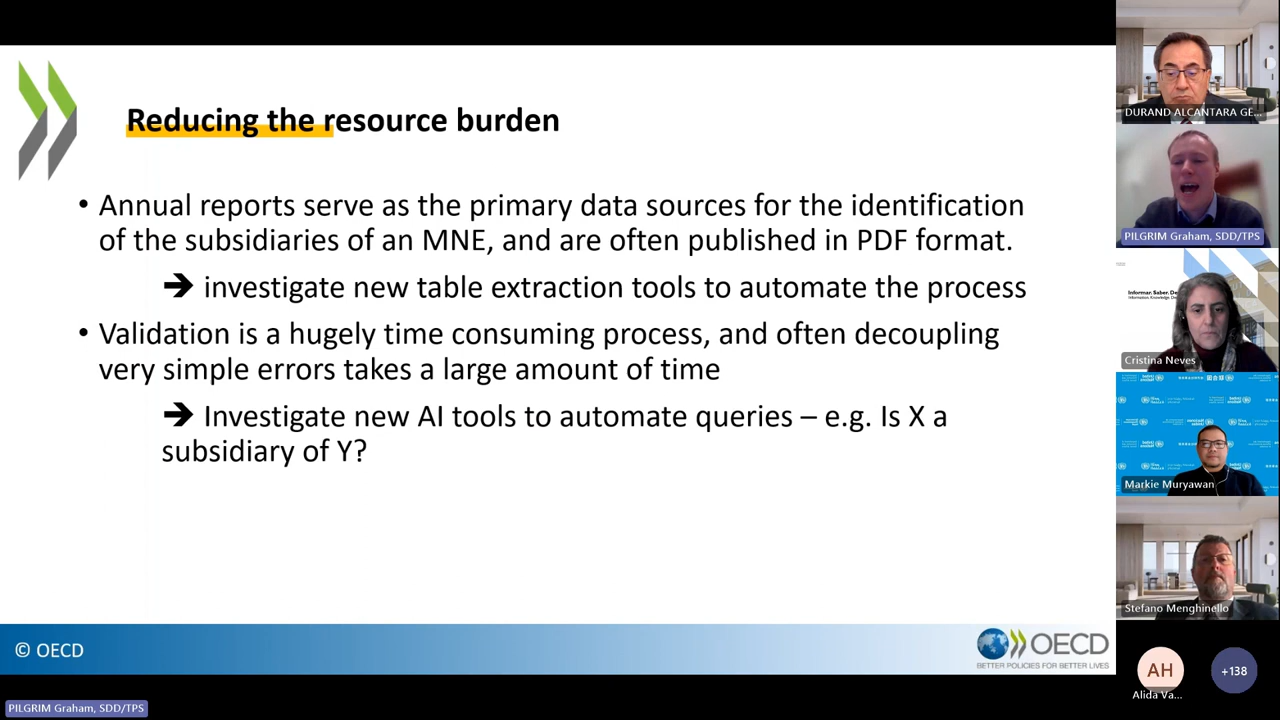 Reducing the resource burden
• Annual reports serve as the primary data sources for the identification
of the subsidiaries of an MNE, and are often published in PDF format.
➔ investigate new table extraction tools to automate the process
• Validation is a hugely time consuming process, and often decoupling
very simple errors takes a large amount of time
➔ Investigate new AI tools to automate queries – e.g. Is X a
subsidiary of Y?
© OECD
OECD
BETTER POLICIES FOR BETTER LIVES
PILGRIM Graham, SDD/TPS
DURAND ALCANTARA GE...
PILGRIM Graham, SDD/TPS
Informar. Saber.
Cristina Neves
Markie Muryawan
Stefano Menghinello
AH
Alida Va...
+138